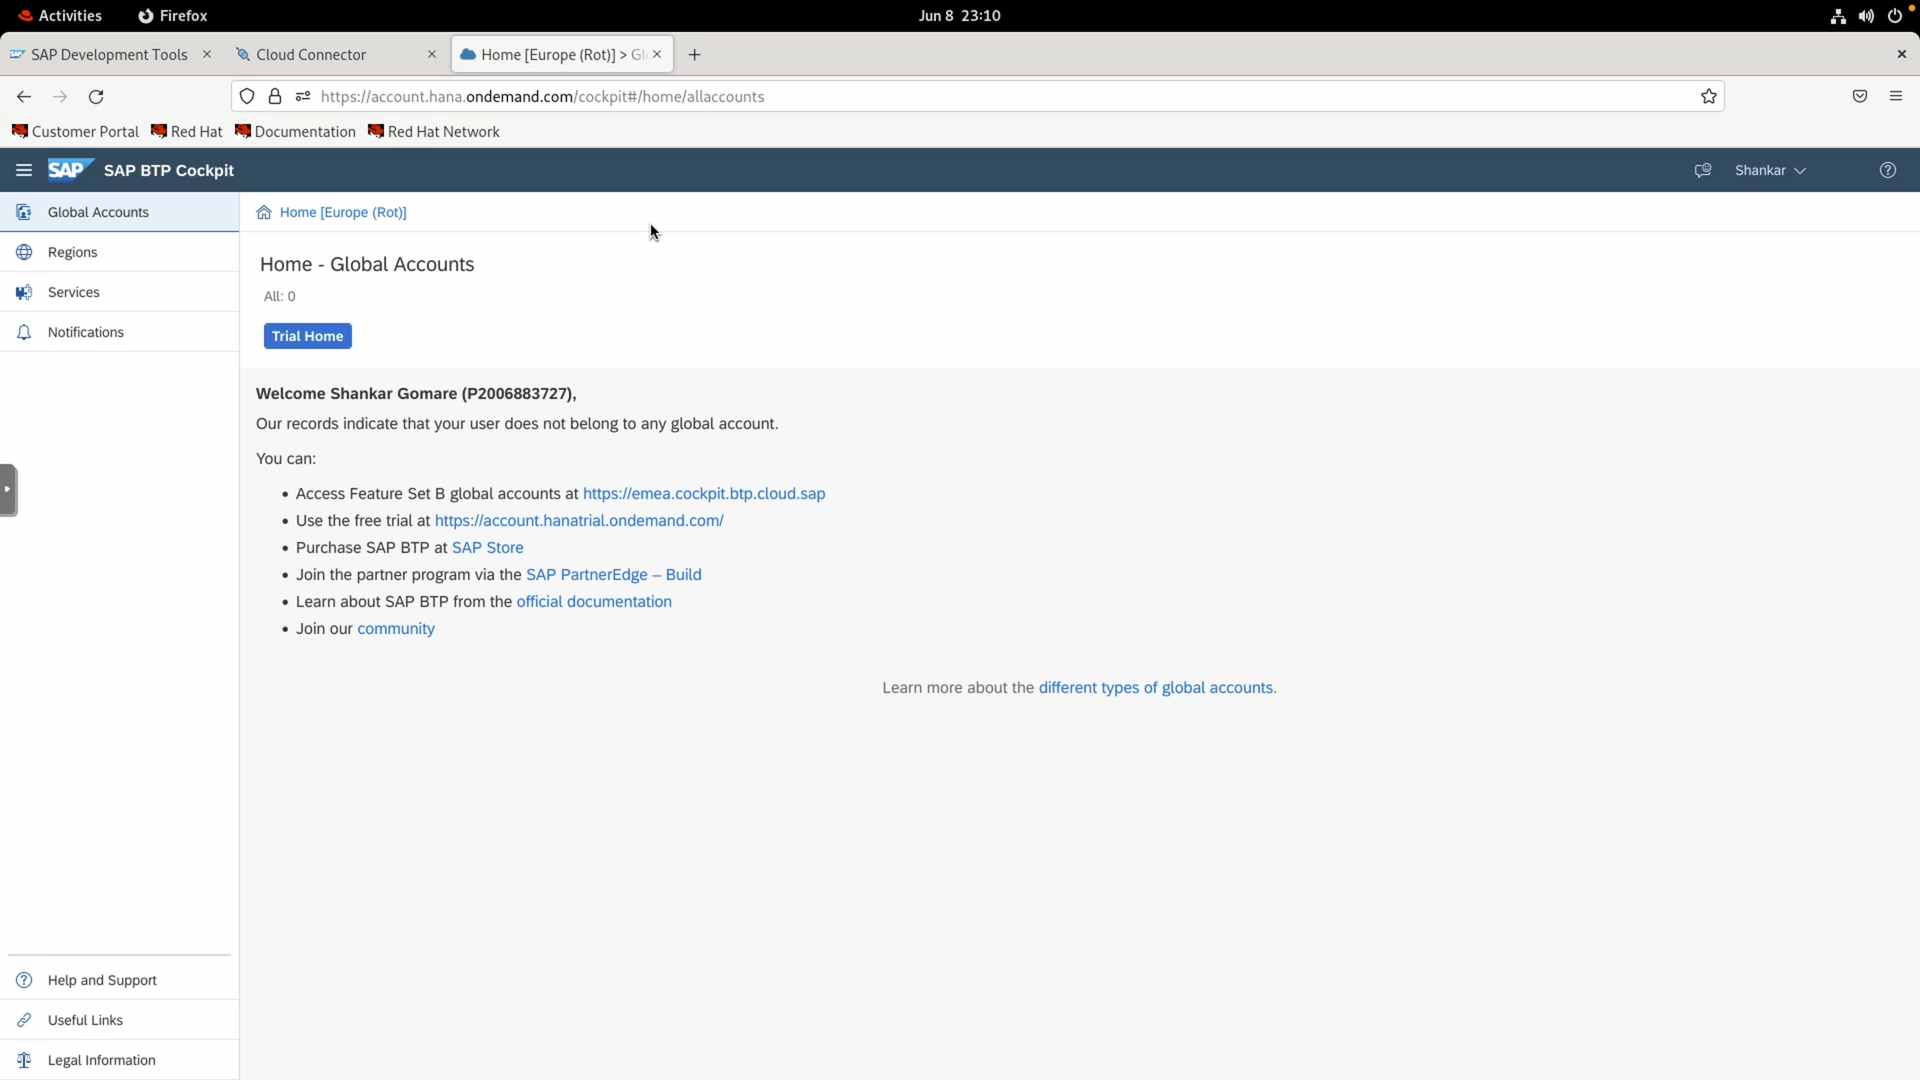 Activities
Firefox
Jun 8 23:10
SAP Development Tools
Cloud Connector
Home [Europe (Rot)] > Gl
https://account.hana.ondemand.com/cockpit#/home/allaccounts
Customer Portal
Red Hat
Documentation
Red Hat Network
SAP
SAP BTP Cockpit
Shankar
Global Accounts
Regions
Services
Notifications
Home [Europe (Rot)]
Home - Global Accounts
All: 0
Trial Home
Welcome Shankar Gomare (P2006883727),
Our records indicate that your user does not belong to any global account.
You can:
• Access Feature Set B global accounts at https://emea.cockpit.btp.cloud.sap
• Use the free trial at https://account.hanatrial.ondemand.com/
• Purchase SAP BTP at SAP Store
• Join the partner program via the SAP PartnerEdge – Build
• Learn about SAP BTP from the official documentation
• Join our community
Learn more about the different types of global accounts.
Help and Support
Useful Links
Legal Information